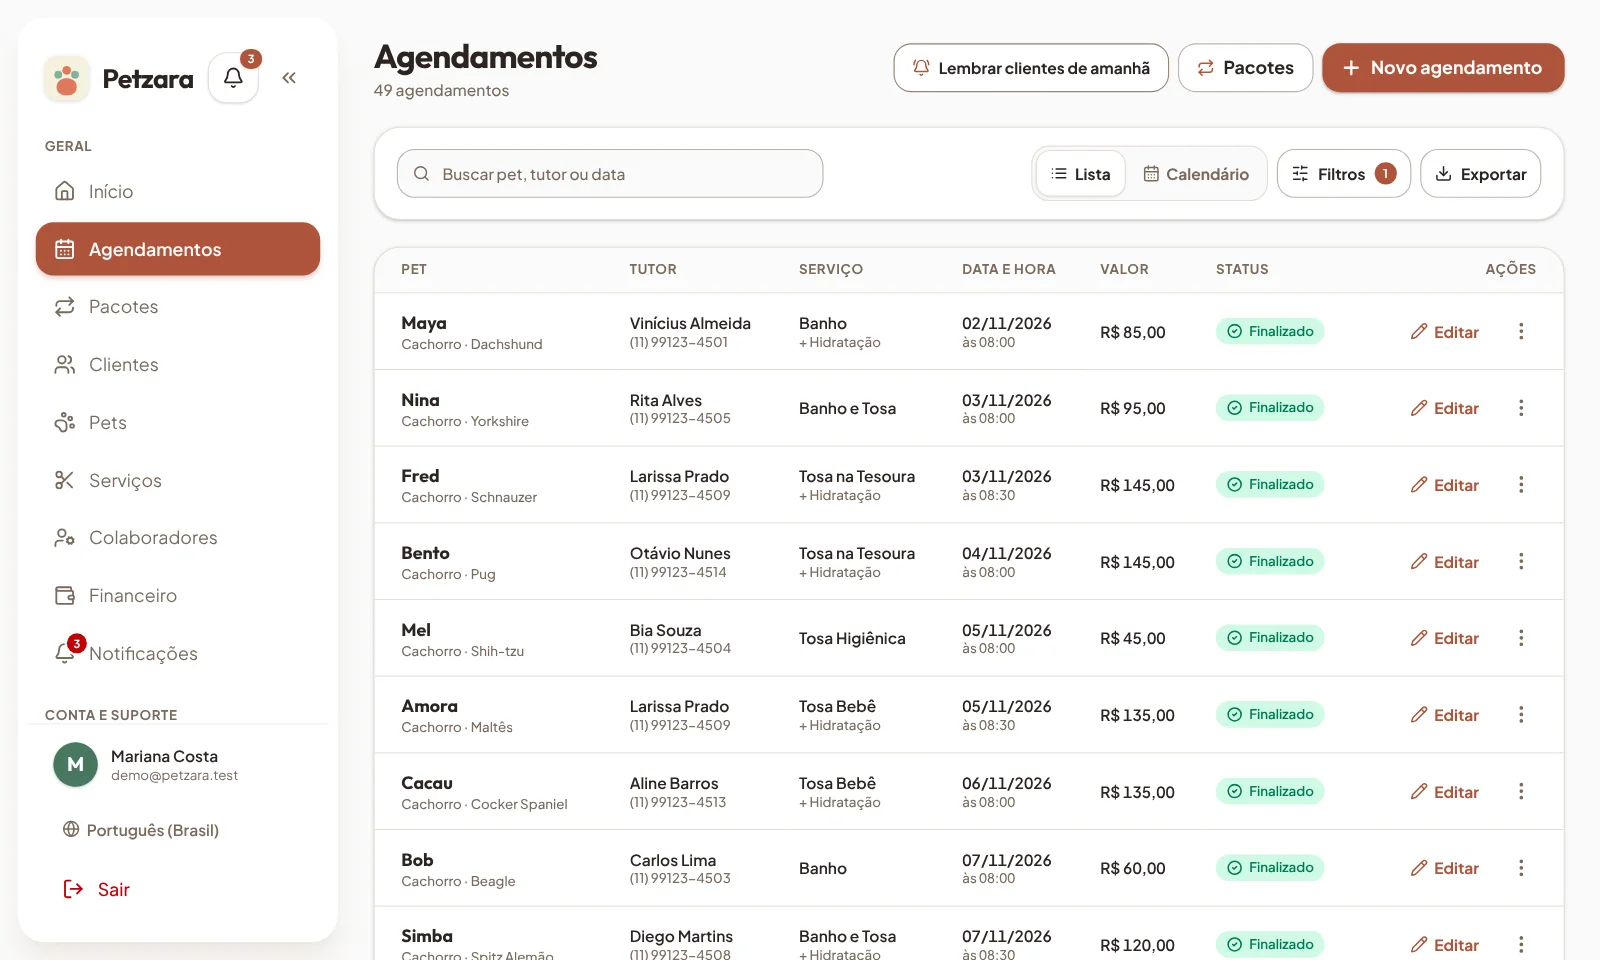 Petzara
3
GERAL
Início
Agendamentos
Pacotes
Clientes
Pets
Serviços
Colaboradores
Financeiro
3
Notificações
CONTA E SUPORTE
M
Mariana Costa
demo@petzara.test
Português (Brasil)
Sair
Agendamentos
49 agendamentos
Lembrar clientes de amanhã
Pacotes
Novo agendamento
Buscar pet, tutor ou data
Lista
Calendário
Filtros 1
Exportar
PET TUTOR SERVIÇO DATA E HORA VALOR STATUS AÇÕES
Maya Vinícius Almeida Banho 02/11/2026 R$ 85,00 Finalizado Editar
Cachorro · Dachshund (11) 99123-4501 + Hidratação às 08:00
Nina Rita Alves Banho e Tosa 03/11/2026 R$ 95,00 Finalizado Editar
Cachorro · Yorkshire (11) 99123-4505 às 08:00
Fred Larissa Prado Tosa na Tesoura 03/11/2026 R$ 145,00 Finalizado Editar
Cachorro · Schnauzer (11) 99123-4509 + Hidratação às 08:30
Bento Otávio Nunes Tosa na Tesoura 04/11/2026 R$ 145,00 Finalizado Editar
Cachorro · Pug (11) 99123-4514 + Hidratação às 08:00
Mel Bia Souza Tosa Higiênica 05/11/2026 R$ 45,00 Finalizado Editar
Cachorro · Shih-tzu (11) 99123-4504 às 08:00
Amora Larissa Prado Tosa Bebê 05/11/2026 R$ 135,00 Finalizado Editar
Cachorro · Maltês (11) 99123-4509 + Hidratação às 08:30
Cacau Aline Barros Tosa Bebê 06/11/2026 R$ 135,00 Finalizado Editar
Cachorro · Cocker Spaniel (11) 99123-4513 + Hidratação às 08:00
Bob Carlos Lima Banho 07/11/2026 R$ 60,00 Finalizado Editar
Cachorro · Beagle (11) 99123-4503 às 08:00
Simba Diego Martins Banho e Tosa 07/11/2026 R$ 120,00 Finalizado Editar
Cachorro · Spitz Alemão (11) 99123-4508 + Hidratação às 08:30